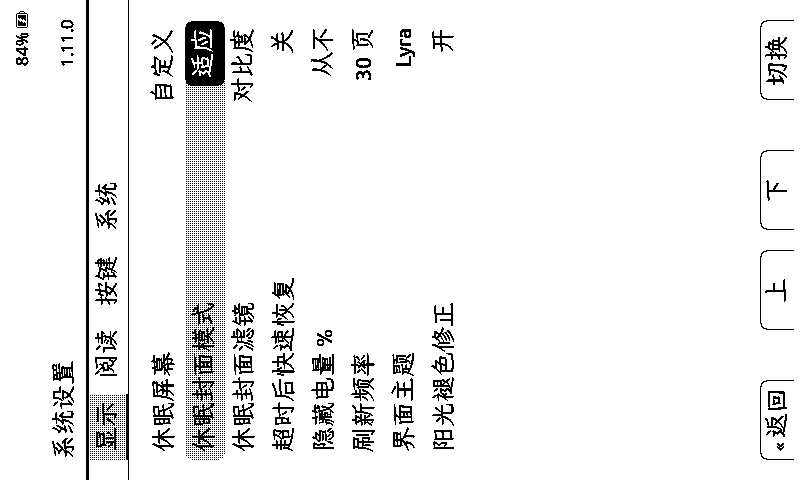 84%
系统设置 1.11.0
显示 阅读 按键 系统
休眠屏幕 自定义
休眠封面模式 适应
休眠封面滤镜 对比度
超时后快速恢复 关
隐藏电量 % 从不
刷新频率 30 页
界面主题 Lyra
阳光褪色修正 开
« 返回 上 下 切换